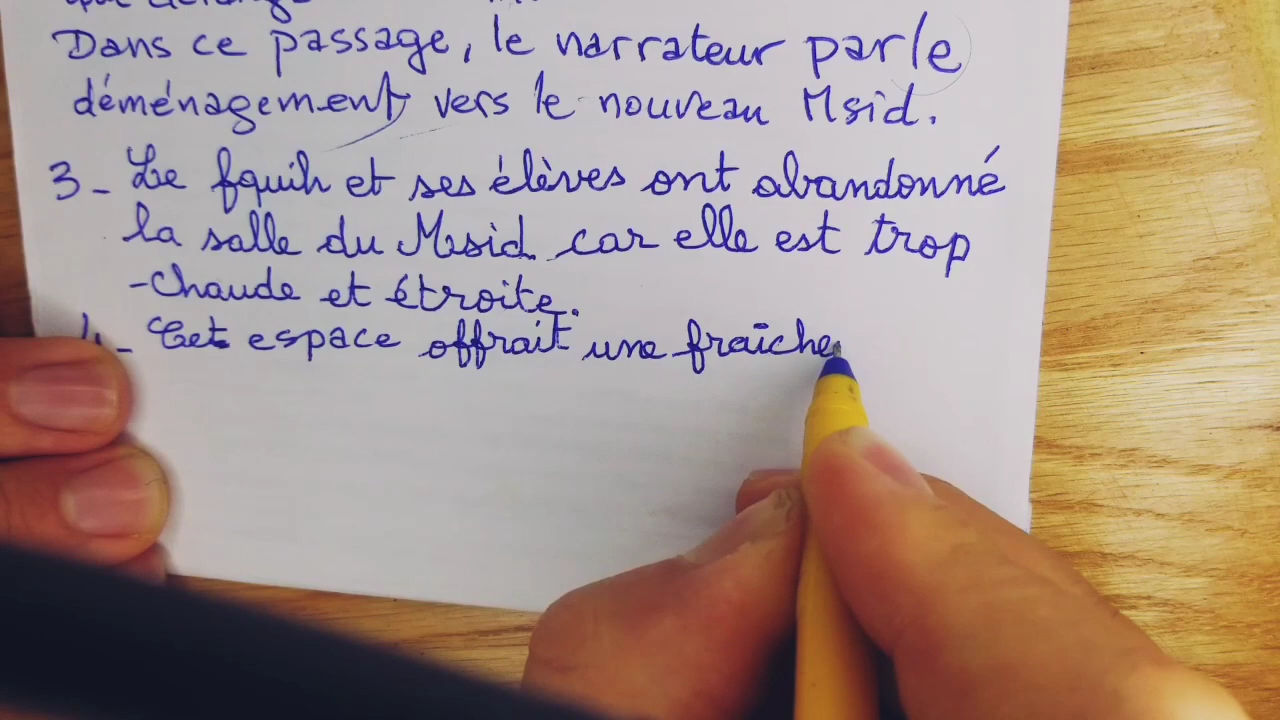 Dans ce passage, le narrateur parle
déménagement vers le nouveau Msid.
3- Le fquih et ses élèves ont abandonné
la salle du Msid car elle est trop
-chaude et étroite.
4- Cet espace offrait une fraîche